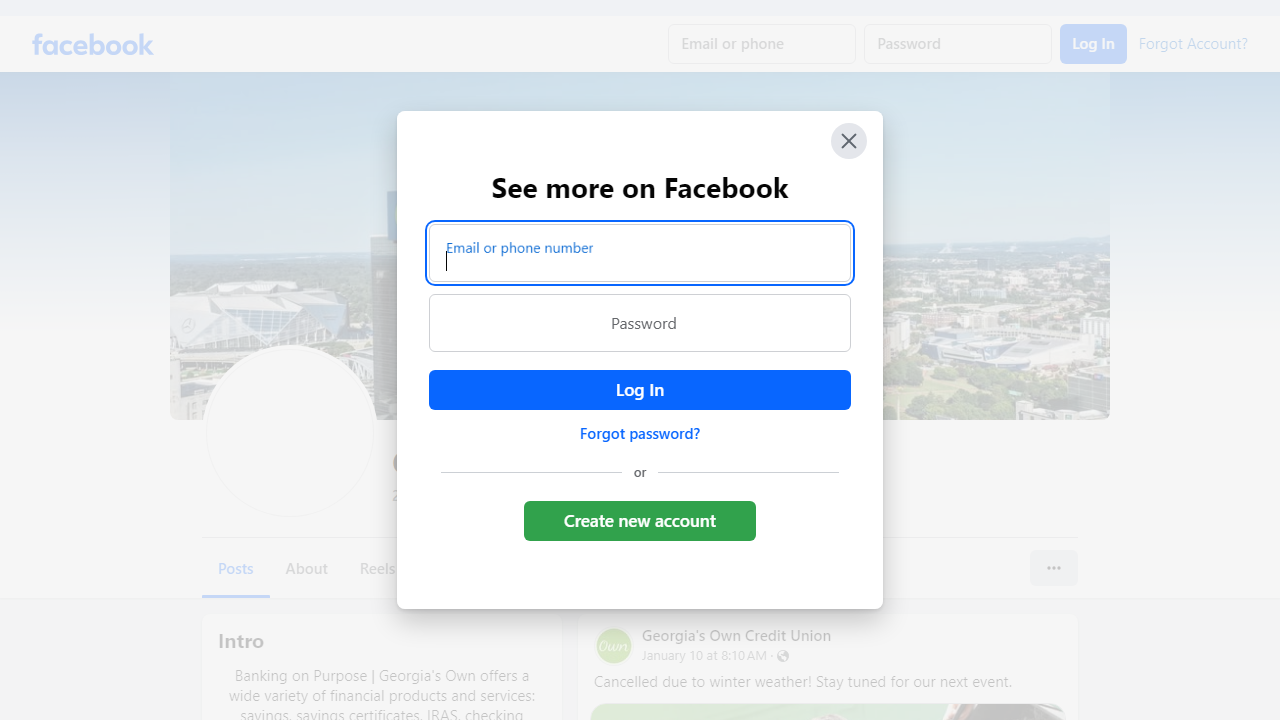 facebook
Email or phone
Password
Log In
Forgot Account?
See more on Facebook
Email or phone number
Password
Log In
Forgot password?
or
Create new account
Posts
About
Reels
Intro
Banking on Purpose | Georgia's Own offers a
wide variety of financial products and services:
savings, savings certificates, IRAS, checking
Georgia's Own Credit Union
January 10 at 8:10 AM ·
Own
Cancelled due to winter weather! Stay tuned for our next event.